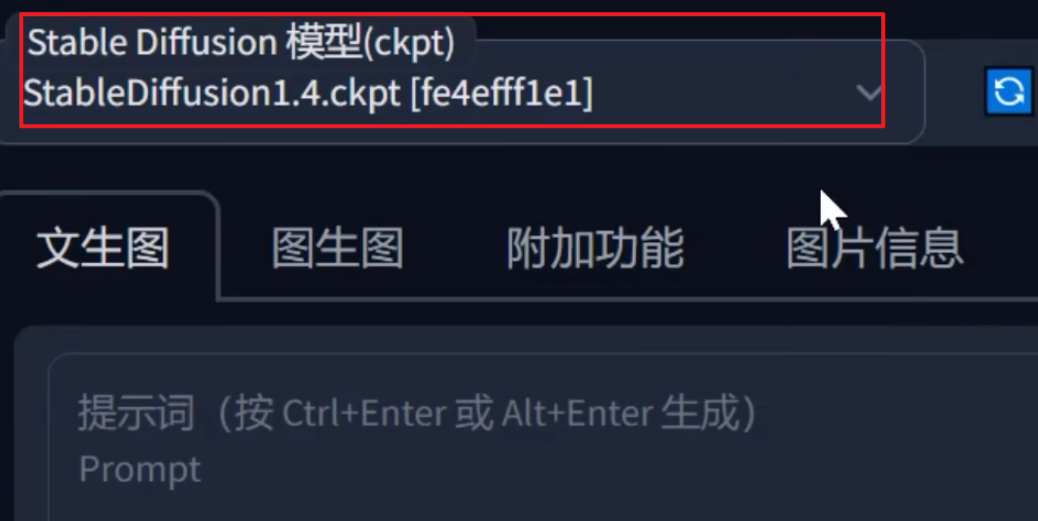 Stable Diffusion 模型(ckpt)
StableDiffusion1.4.ckpt [fe4efff1e1]
文生图 图生图 附加功能 图片信息
提示词（按 Ctrl+Enter 或 Alt+Enter 生成）
Prompt